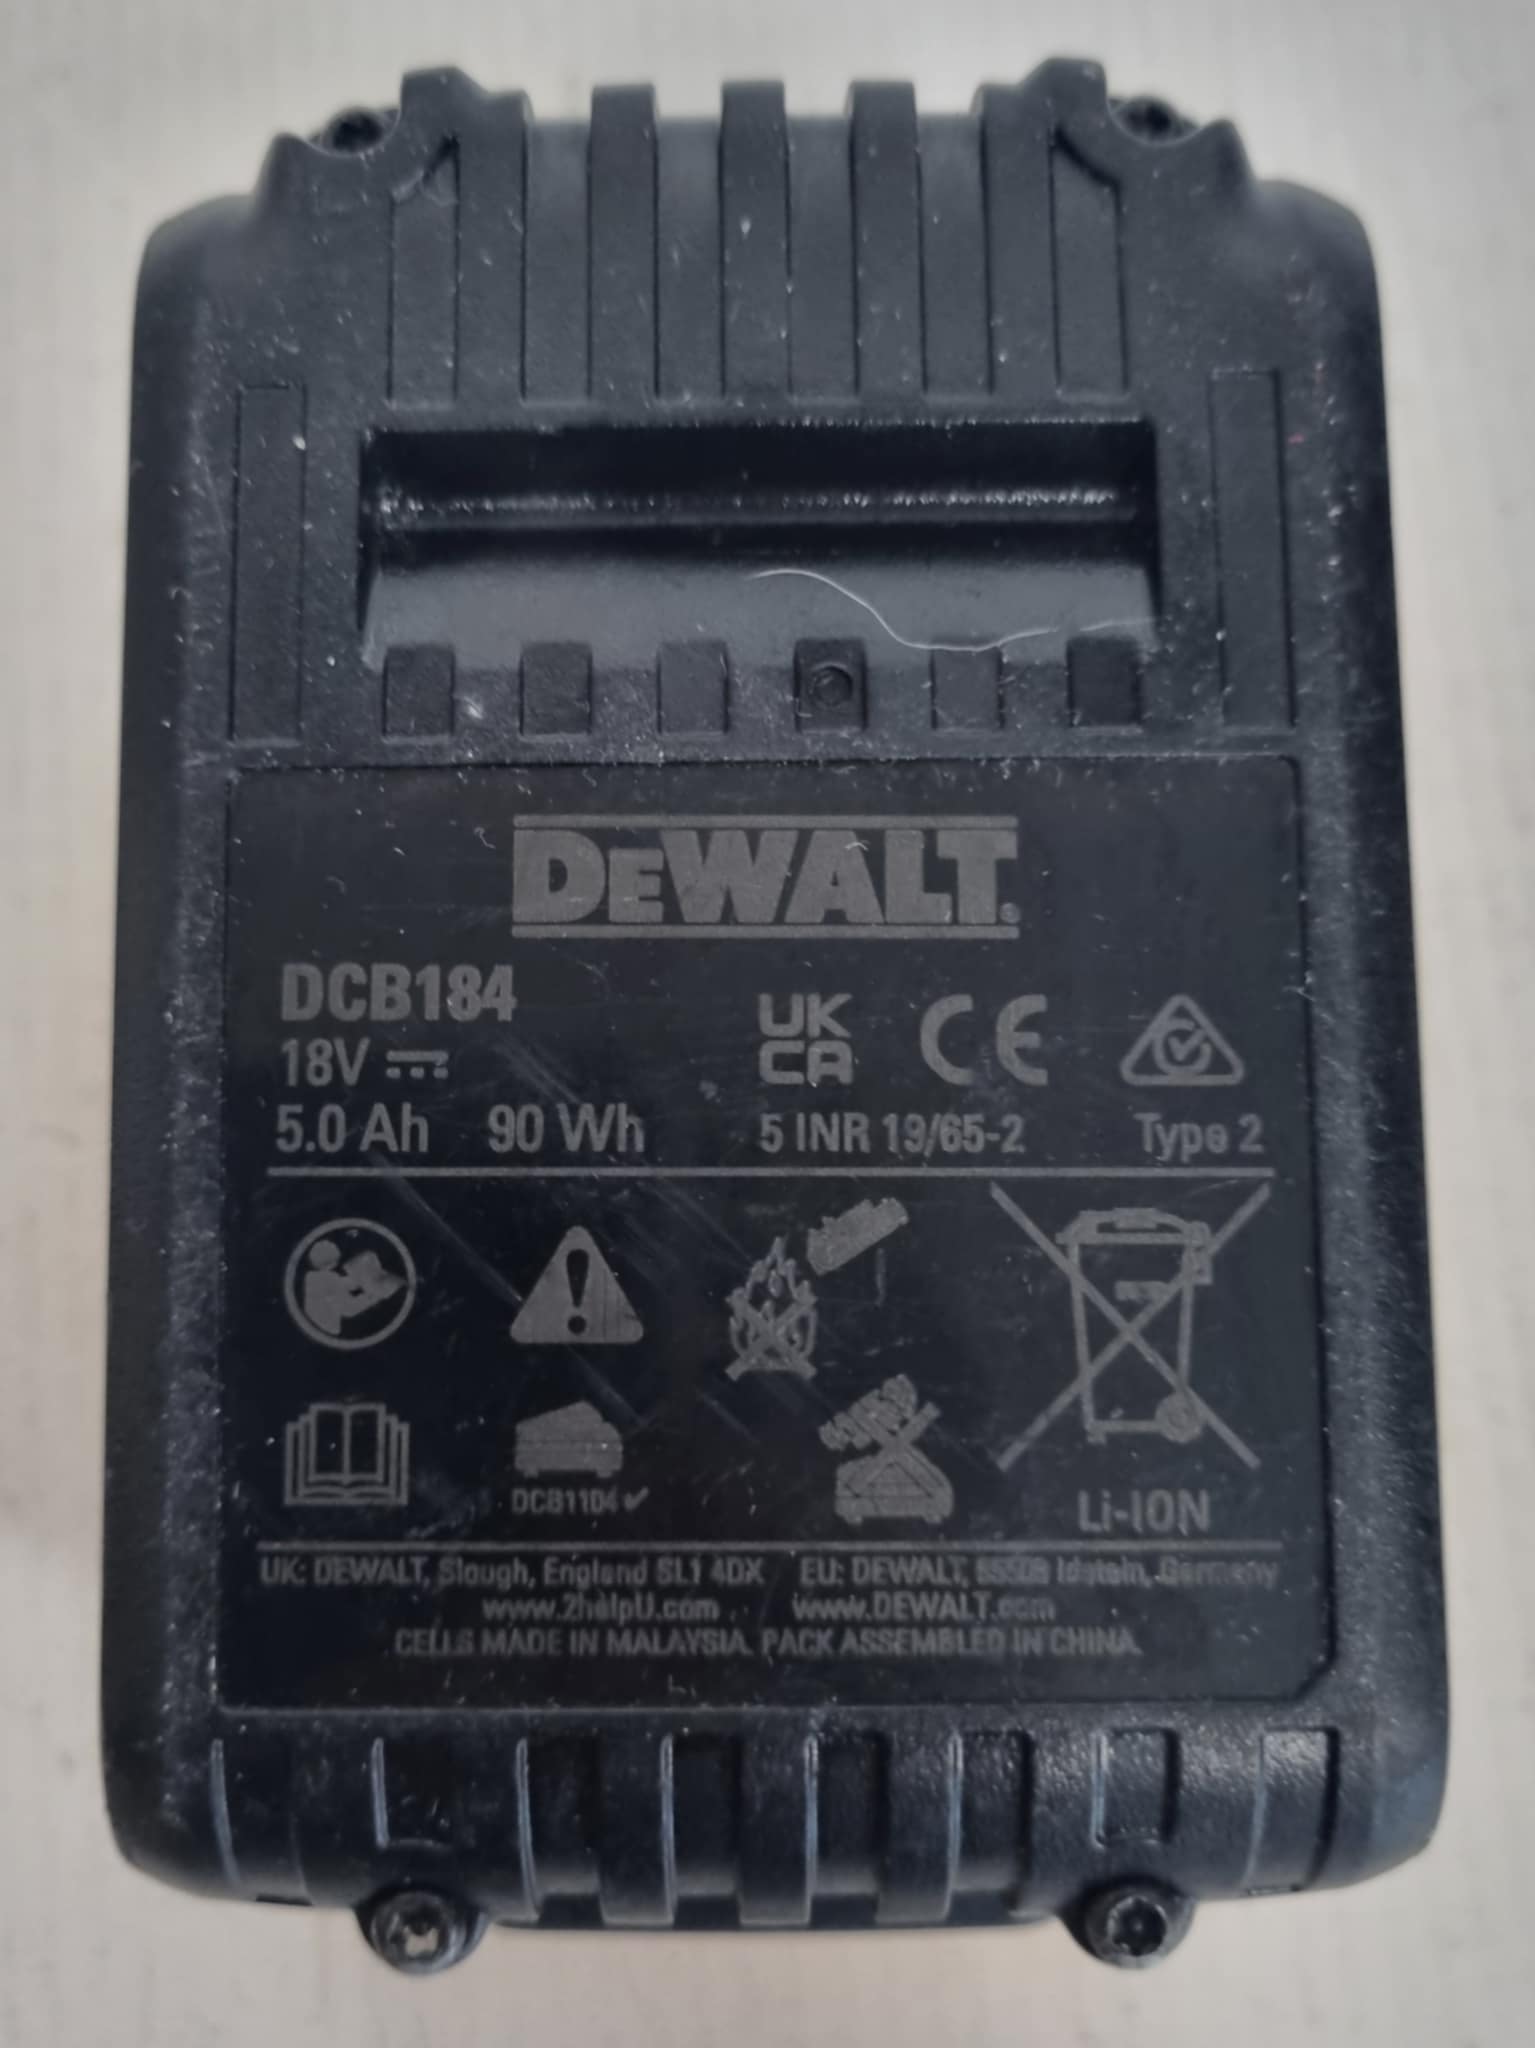 DEWALT®
DCB184
18V
UK
CA
CE
5.0 Ah 90 Wh 5 INR 19/65-2 Type 2
DCB1104
Li-ION
UK: DEWALT, Slough, England SL1 4DX EU: DEWALT, Idstein, Germany
www.2helpU.com www.DEWALT.com
CELLS MADE IN MALAYSIA. PACK ASSEMBLED IN CHINA.